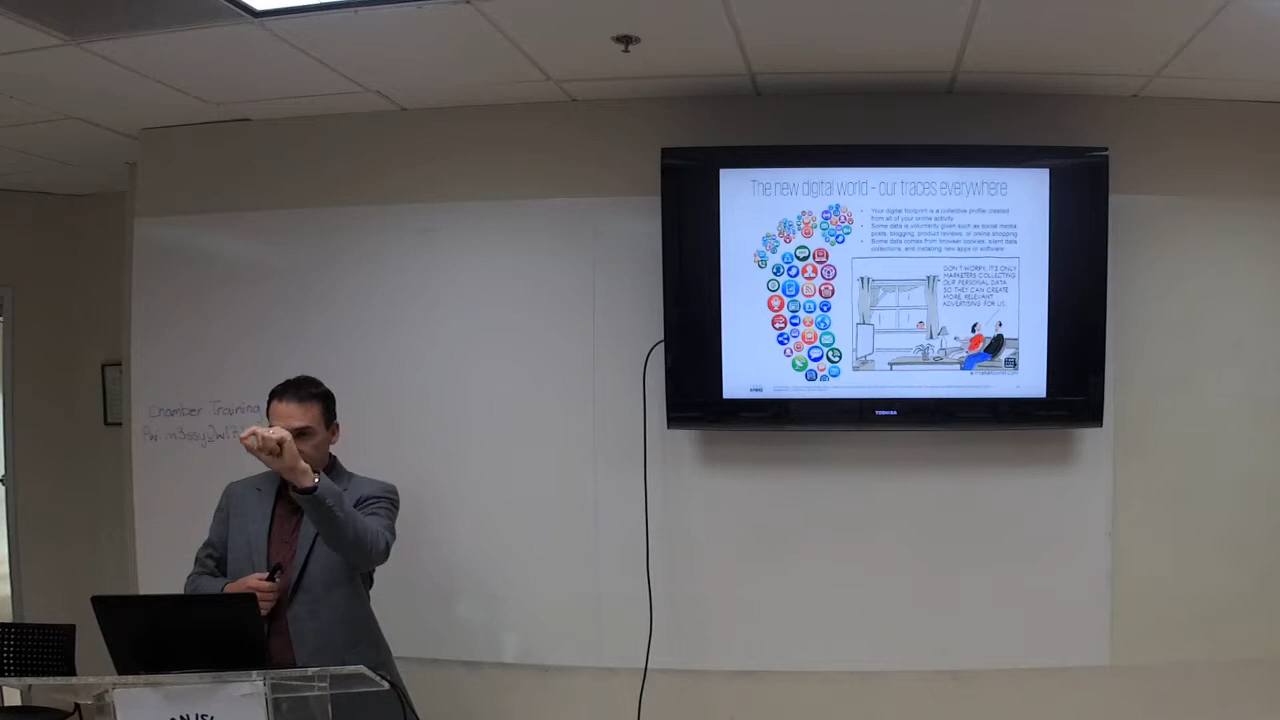 The new digital world - our traces everywhere
• Your digital footprint is a collective profile created
from all of your online activity
• Some data is voluntarily given such as social media
posts, blogging, product reviews, or online shopping
• Some data comes from browser cookies, silent data
collections, and installing new apps or software
DON'T WORRY, IT'S ONLY
MARKETERS COLLECTING
OUR PERSONAL DATA
SO THEY CAN CREATE
MORE RELEVANT
ADVERTISING FOR US.
KPMG
TOSHIBA
Chamber Training